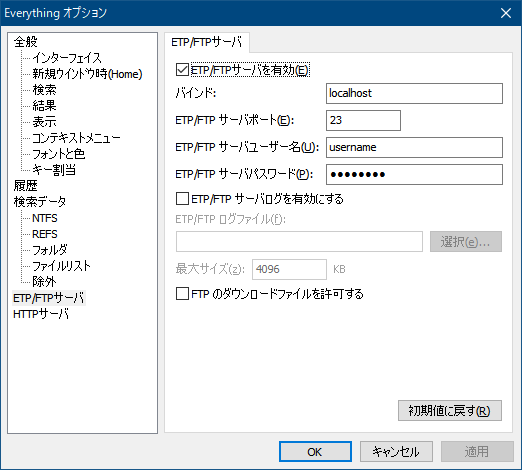 Everything オプション
全般
インターフェイス
新規ウインドウ時(Home)
検索
結果
表示
コンテキストメニュー
フォントと色
キー割当
履歴
検索データ
NTFS
REFS
フォルダ
ファイルリスト
除外
ETP/FTPサーバ
HTTPサーバ
ETP/FTPサーバ
ETP/FTPサーバを有効(E)
バインド:
localhost
ETP/FTP サーバポート(E):
23
ETP/FTP サーバユーザー名(U):
username
ETP/FTP サーバパスワード(P):
●●●●●●●●
ETP/FTP サーバログを有効にする
ETP/FTP ログファイル(f):
選択(e)...
最大サイズ(z):
4096
KB
FTP のダウンロードファイルを許可する
初期値に戻す(R)
OK
キャンセル
適用